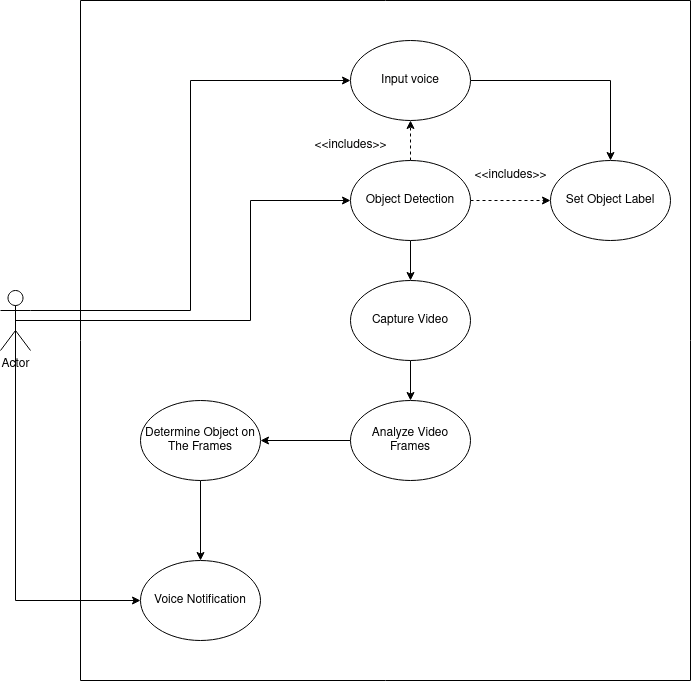 Input voice
<<includes>>
<<includes>>
Object Detection
Set Object Label
Capture Video
Actor
Determine Object on
The Frames
Analyze Video
Frames
Voice Notification